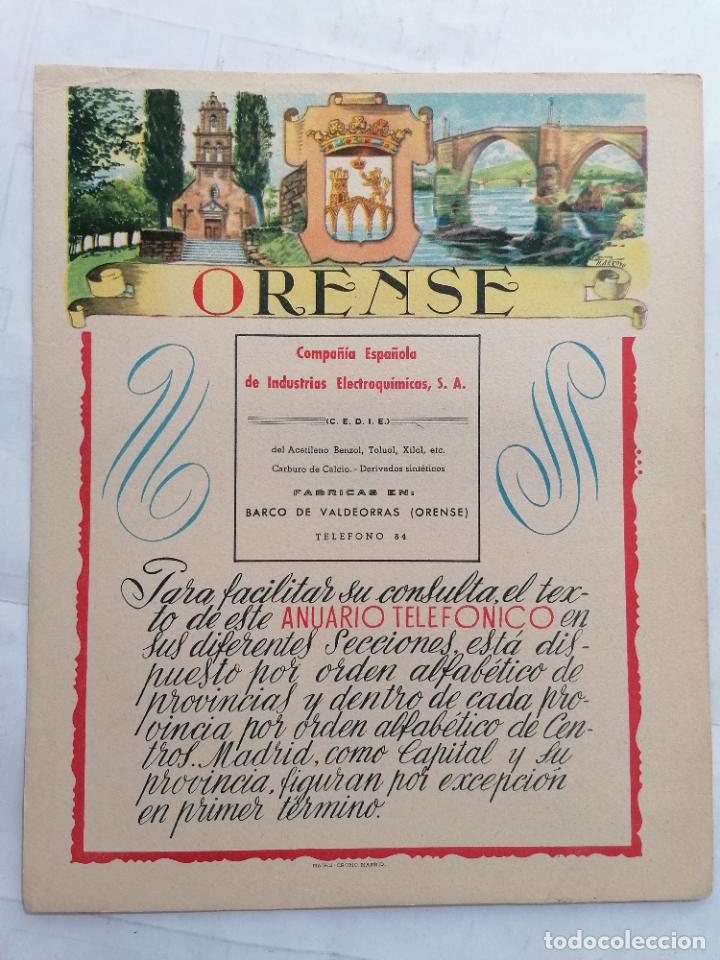 ORENSE
Compañía Española
de Industrias Electroquímicas, S. A.
(C. E. D. I. E.)
del Acetileno Benzol, Toluol, Xilol, etc.
Carburo de Calcio.- Derivados sintéticos
FABRICAS EN:
BARCO DE VALDEORRAS (ORENSE)
TELEFONO 84
Para facilitar su consulta, el tex-
to de este ANUARIO TELEFONICO en
sus diferentes Secciones, está dis-
puesto por orden alfabético de
provincias y dentro de cada pro-
vincia por orden alfabético de Cen-
tros. Madrid, como Capital y su
provincia, figuran por excepción
en primer término.
todocoleccion
todocoleccion.net